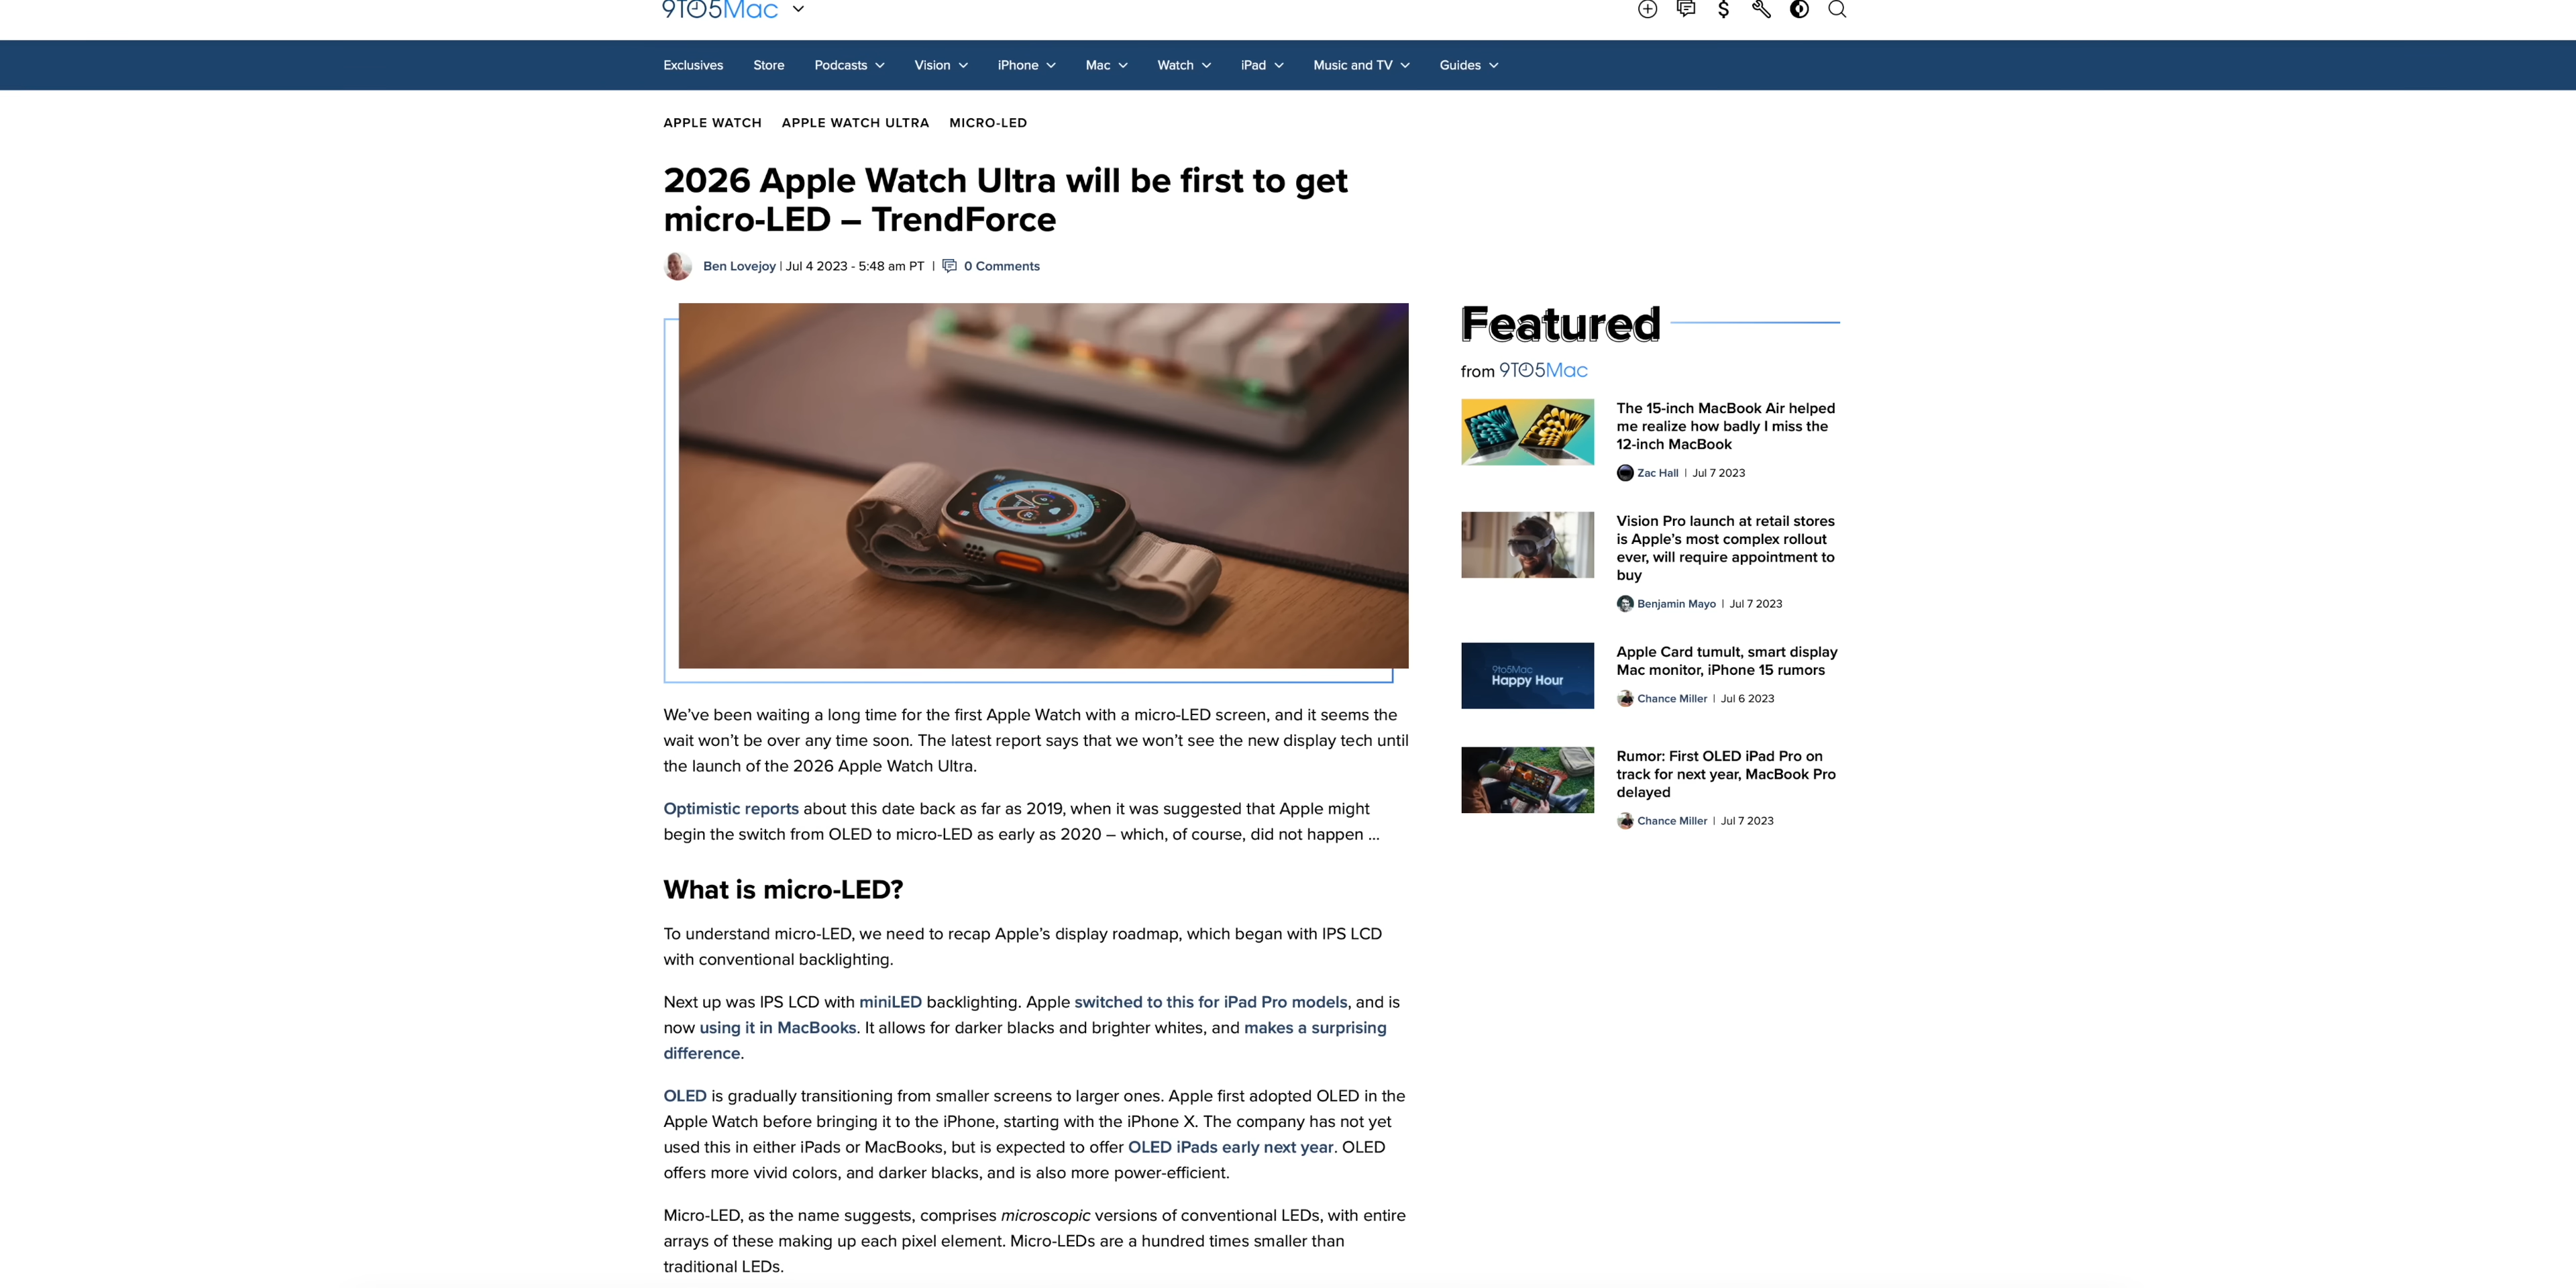 9TO5Mac
Exclusives Store Podcasts Vision iPhone Mac Watch iPad Music and TV Guides
APPLE WATCH APPLE WATCH ULTRA MICRO-LED
2026 Apple Watch Ultra will be first to get
micro-LED – TrendForce
Ben Lovejoy | Jul 4 2023 - 5:48 am PT | 0 Comments
We’ve been waiting a long time for the first Apple Watch with a micro-LED screen, and it seems the
wait won’t be over any time soon. The latest report says that we won’t see the new display tech until
the launch of the 2026 Apple Watch Ultra.
Optimistic reports about this date back as far as 2019, when it was suggested that Apple might
begin the switch from OLED to micro-LED as early as 2020 – which, of course, did not happen …
What is micro-LED?
To understand micro-LED, we need to recap Apple’s display roadmap, which began with IPS LCD
with conventional backlighting.
Next up was IPS LCD with miniLED backlighting. Apple switched to this for iPad Pro models, and is
now using it in MacBooks. It allows for darker blacks and brighter whites, and makes a surprising
difference.
OLED is gradually transitioning from smaller screens to larger ones. Apple first adopted OLED in the
Apple Watch before bringing it to the iPhone, starting with the iPhone X. The company has not yet
used this in either iPads or MacBooks, but is expected to offer OLED iPads early next year. OLED
offers more vivid colors, and darker blacks, and is also more power-efficient.
Micro-LED, as the name suggests, comprises microscopic versions of conventional LEDs, with entire
arrays of these making up each pixel element. Micro-LEDs are a hundred times smaller than
traditional LEDs.
Featured
from 9TO5Mac
The 15-inch MacBook Air helped
me realize how badly I miss the
12-inch MacBook
Zac Hall | Jul 7 2023
Vision Pro launch at retail stores
is Apple’s most complex rollout
ever, will require appointment to
buy
Benjamin Mayo | Jul 7 2023
9to5Mac
Happy Hour
Apple Card tumult, smart display
Mac monitor, iPhone 15 rumors
Chance Miller | Jul 6 2023
Rumor: First OLED iPad Pro on
track for next year, MacBook Pro
delayed
Chance Miller | Jul 7 2023